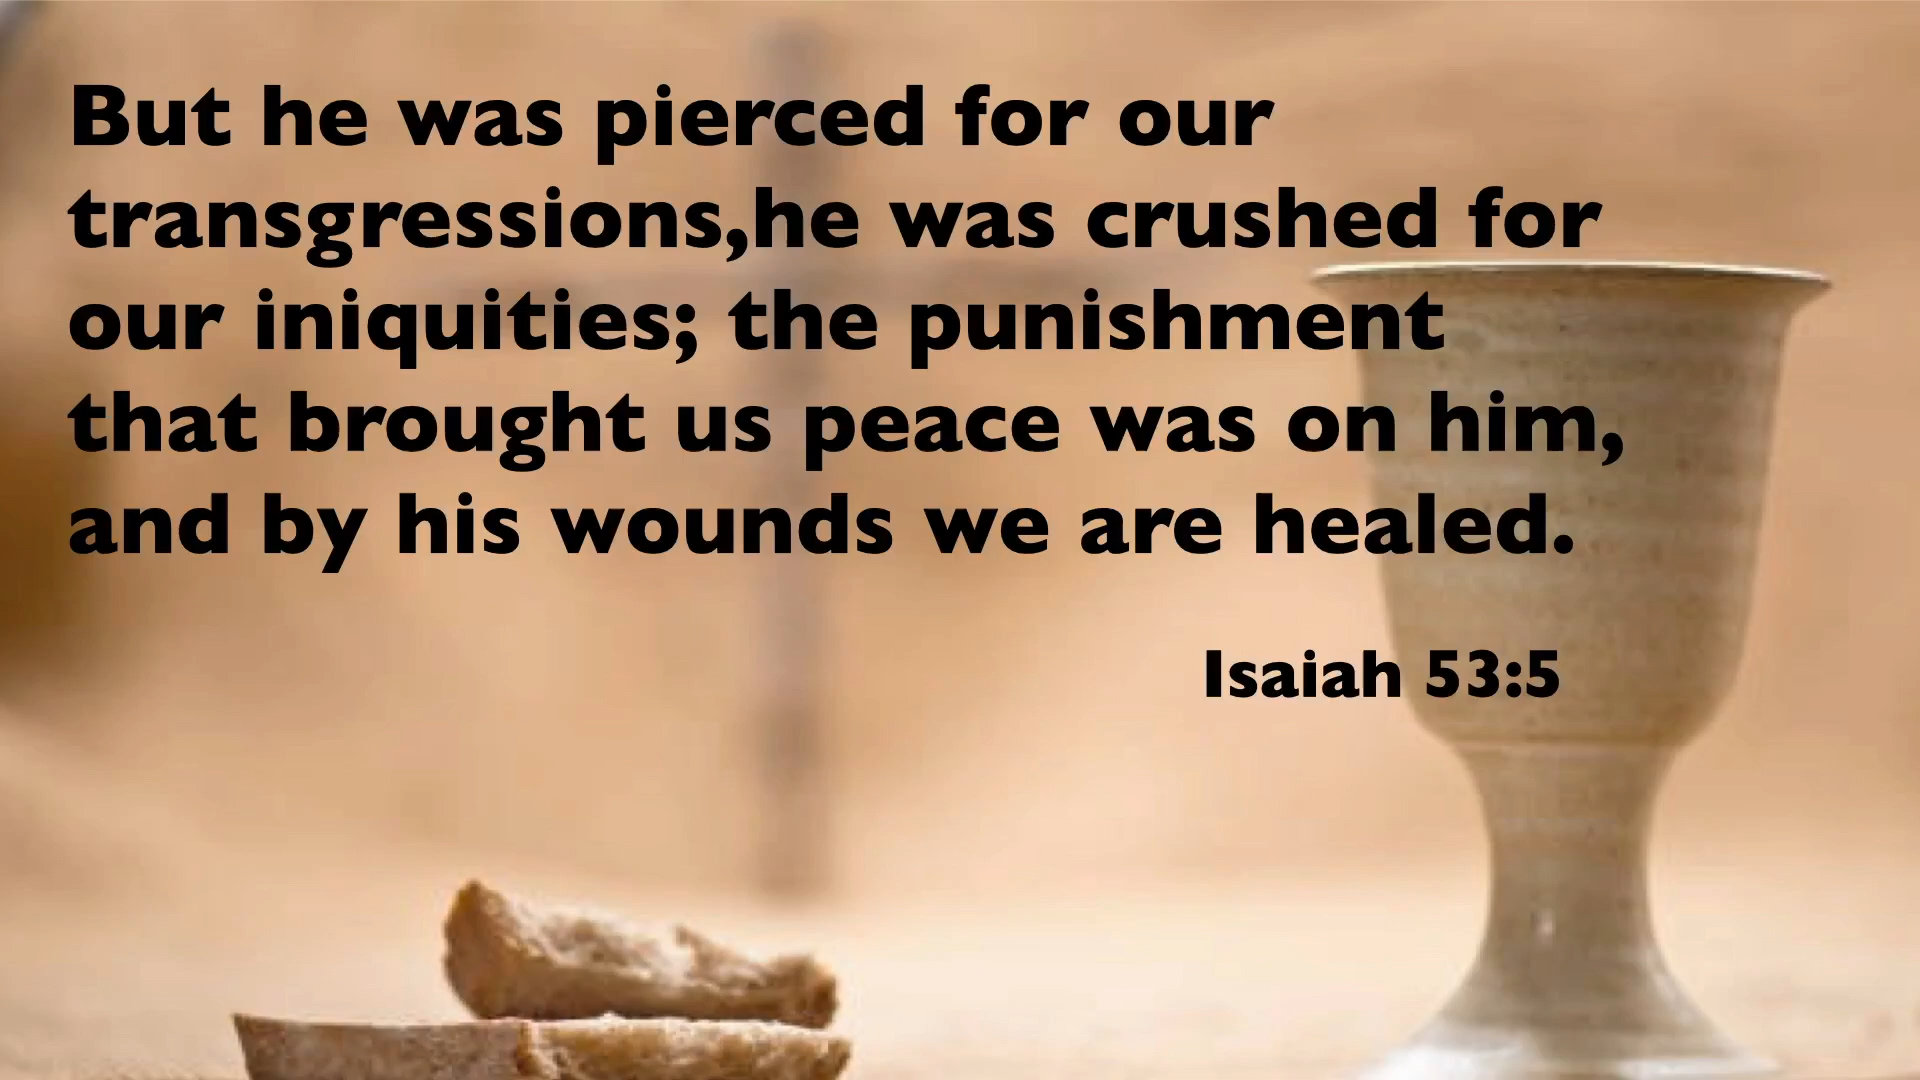 But he was pierced for our
transgressions,he was crushed for
our iniquities; the punishment
that brought us peace was on him,
and by his wounds we are healed.
Isaiah 53:5